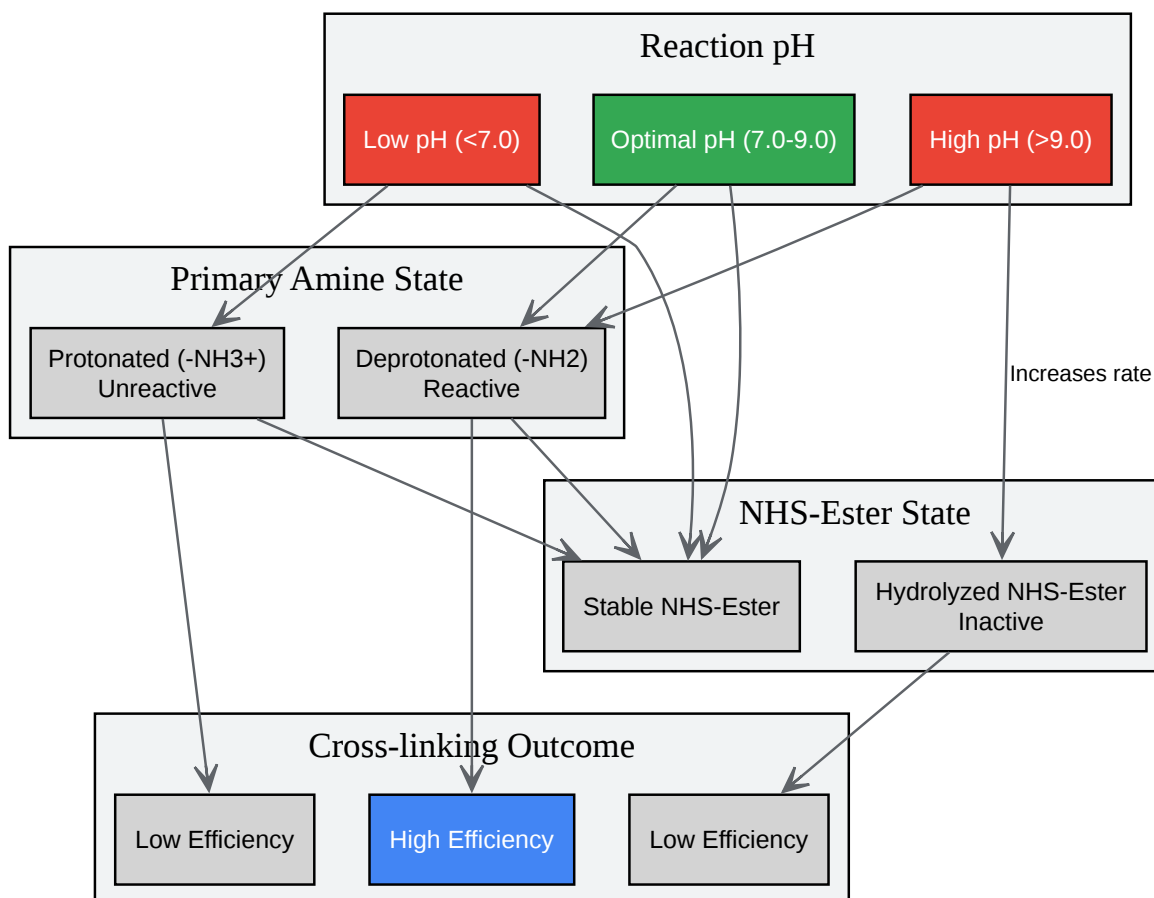 Reaction pH
Low pH (<7.0)
Optimal pH (7.0-9.0)
High pH (>9.0)
Primary Amine State
Protonated (-NH3+)
Unreactive
Deprotonated (-NH2)
Reactive
Increases rate
NHS-Ester State
Stable NHS-Ester
Hydrolyzed NHS-Ester
Inactive
Cross-linking Outcome
Low Efficiency
High Efficiency
Low Efficiency